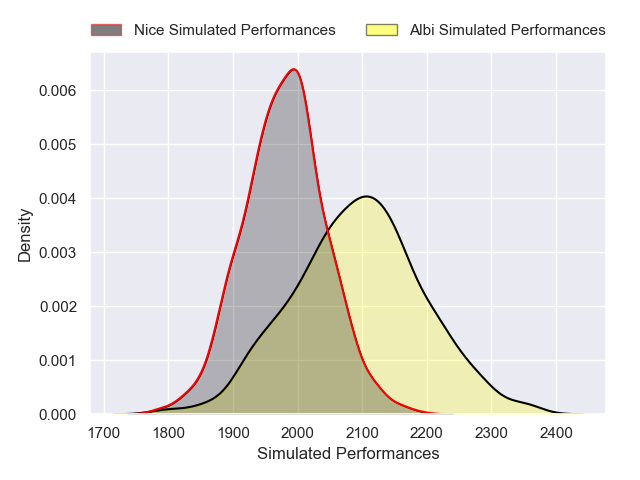 Nice Simulated Performances
Albi Simulated Performances
0.006
0.005
0.004
0.003
0.002
0.001
0.000
Density
1700 1800 1900 2000 2100 2200 2300 2400
Simulated Performances